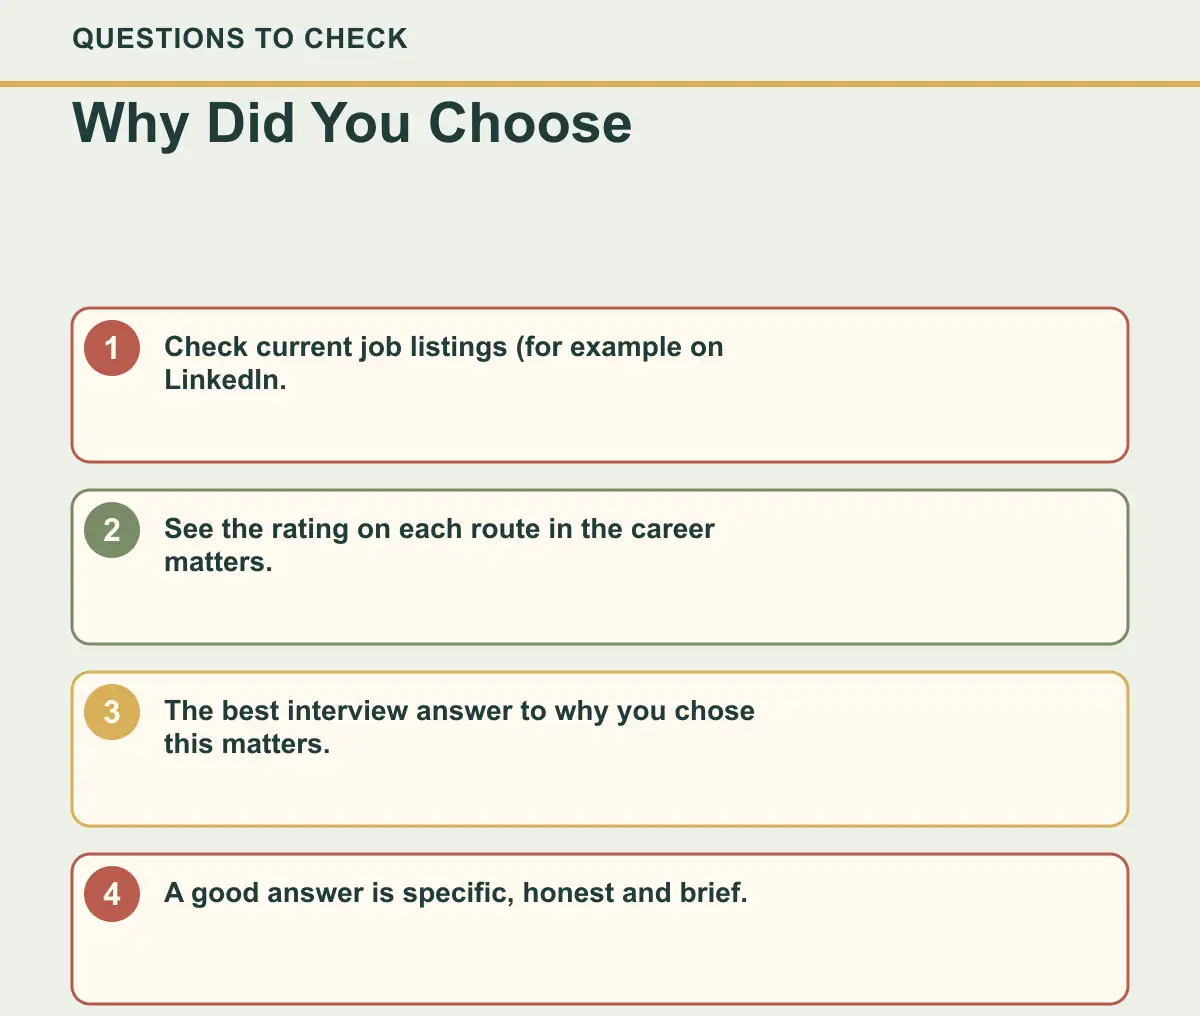 QUESTIONS TO CHECK
Why Did You Choose
1
Check current job listings (for example on
LinkedIn.
2
See the rating on each route in the career
matters.
3
The best interview answer to why you chose
this matters.
4
A good answer is specific, honest and brief.